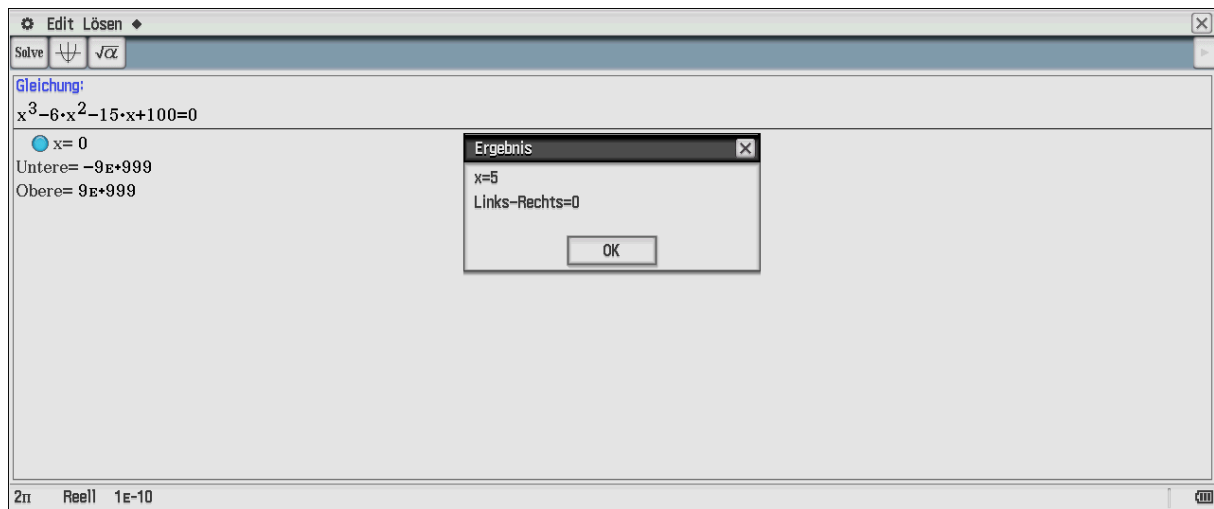 Edit Lösen ◆
Solve √α
Gleichung:
x³−6·x²−15·x+100=0
x= 0
Untere= −9ᴇ+999
Obere= 9ᴇ+999
Ergebnis
x=5
Links-Rechts=0
OK
2π Reell 1ᴇ-10